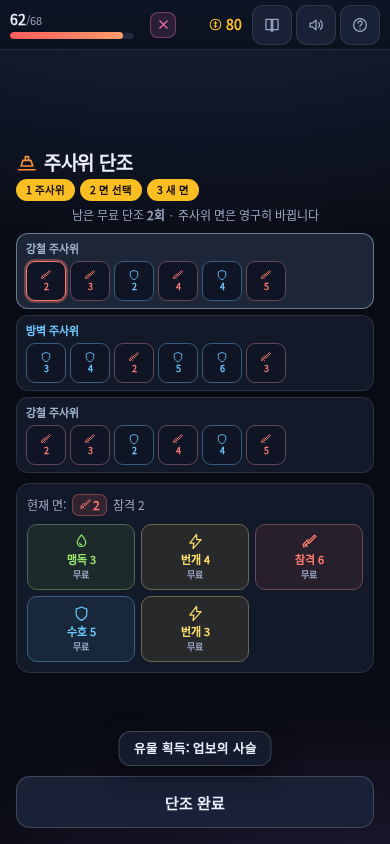 62/68
80
주사위 단조
1 주사위 2 면 선택 3 새 면
남은 무료 단조 2회 · 주사위 면은 영구히 바뀝니다
강철 주사위
2 3 2 4 4 5
방벽 주사위
3 4 2 5 6 3
강철 주사위
2 3 2 4 4 5
현재 면: 2 참격 2
맹독 3 번개 4 참격 6
무료 무료 무료
수호 5 번개 3
무료 무료
유물 획득: 업보의 사슬
단조 완료